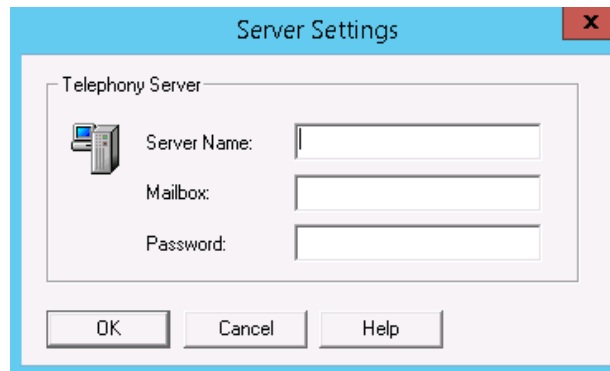 Server Settings
x
Telephony Server
Server Name:
Mailbox:
Password:
OK Cancel Help